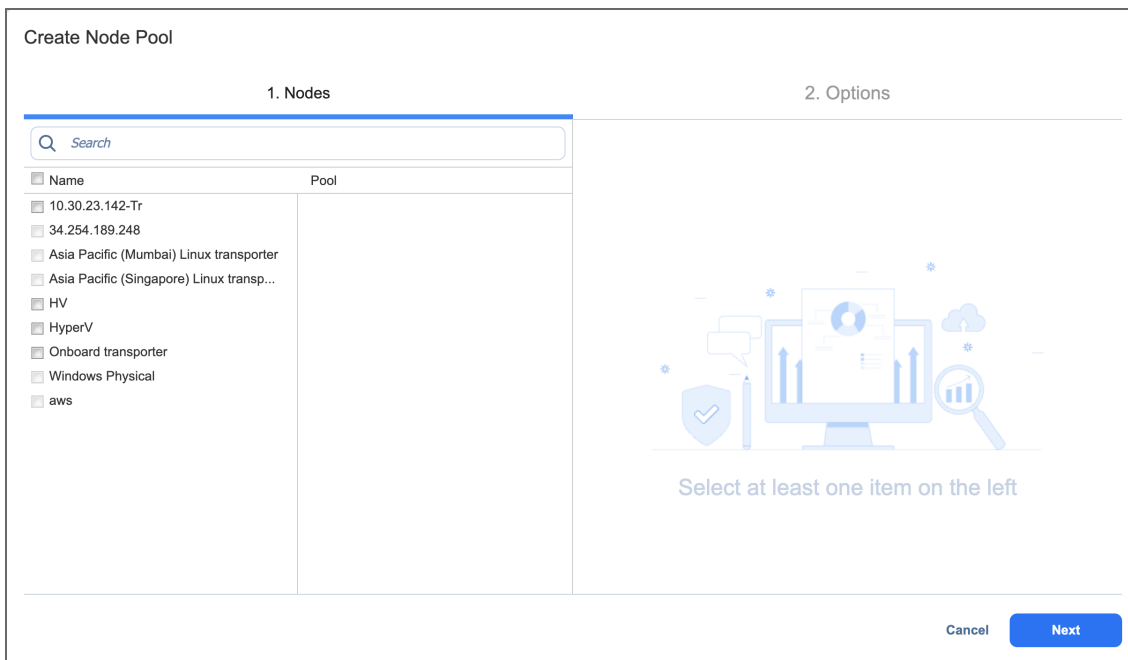 Create Node Pool
1. Nodes
2. Options
Search
Name Pool
10.30.23.142-Tr
34.254.189.248
Asia Pacific (Mumbai) Linux transporter
Asia Pacific (Singapore) Linux transp...
HV
HyperV
Onboard transporter
Windows Physical
aws
Select at least one item on the left
Cancel Next